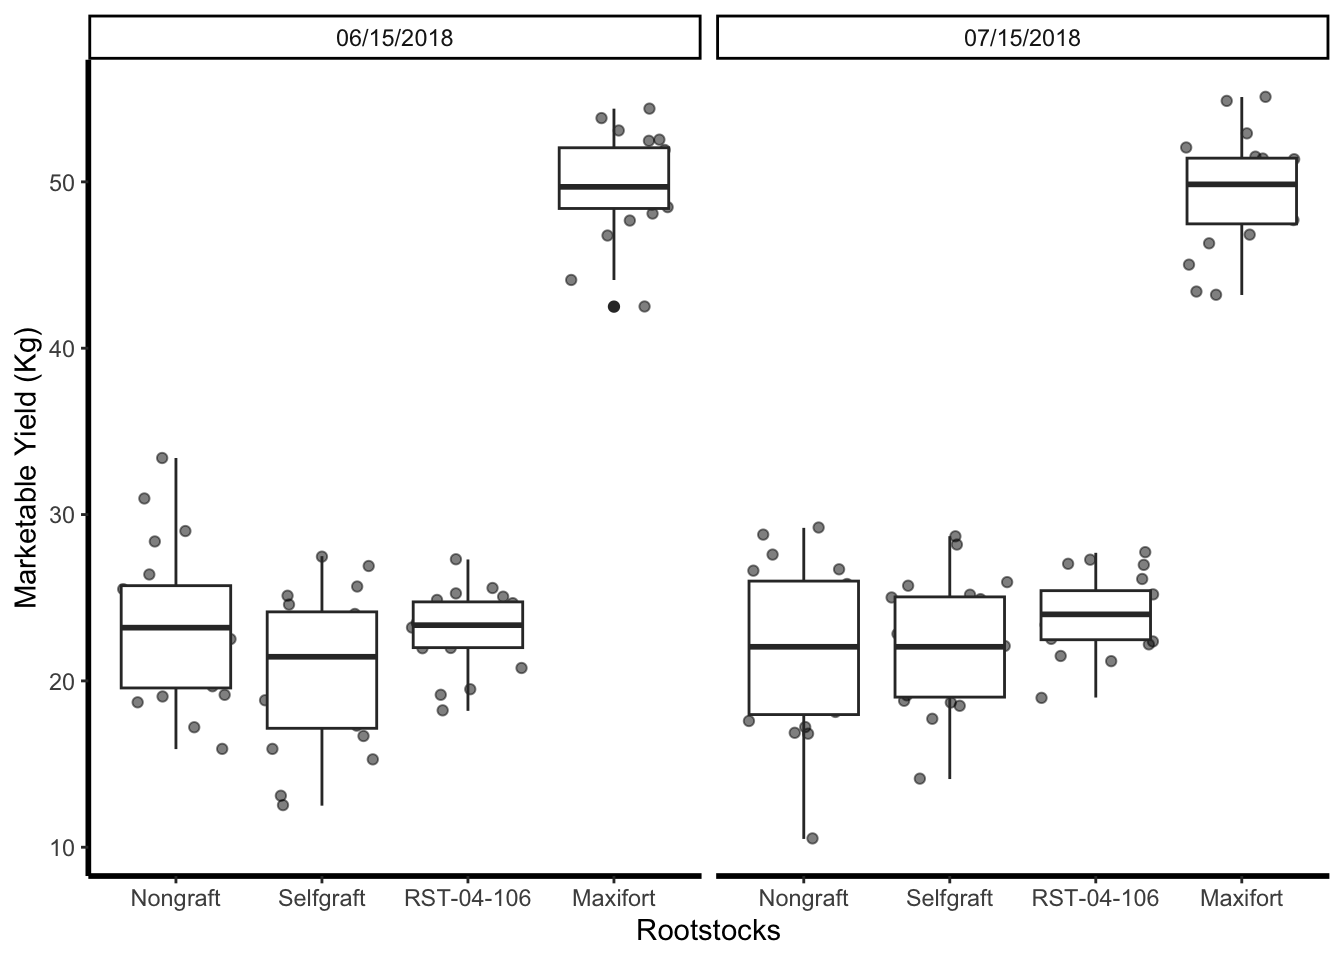 06/15/2018
07/15/2018
Marketable Yield (Kg)
50
40
30
20
10
Nongraft Selfgraft RST-04-106 Maxifort
Nongraft Selfgraft RST-04-106 Maxifort
Rootstocks